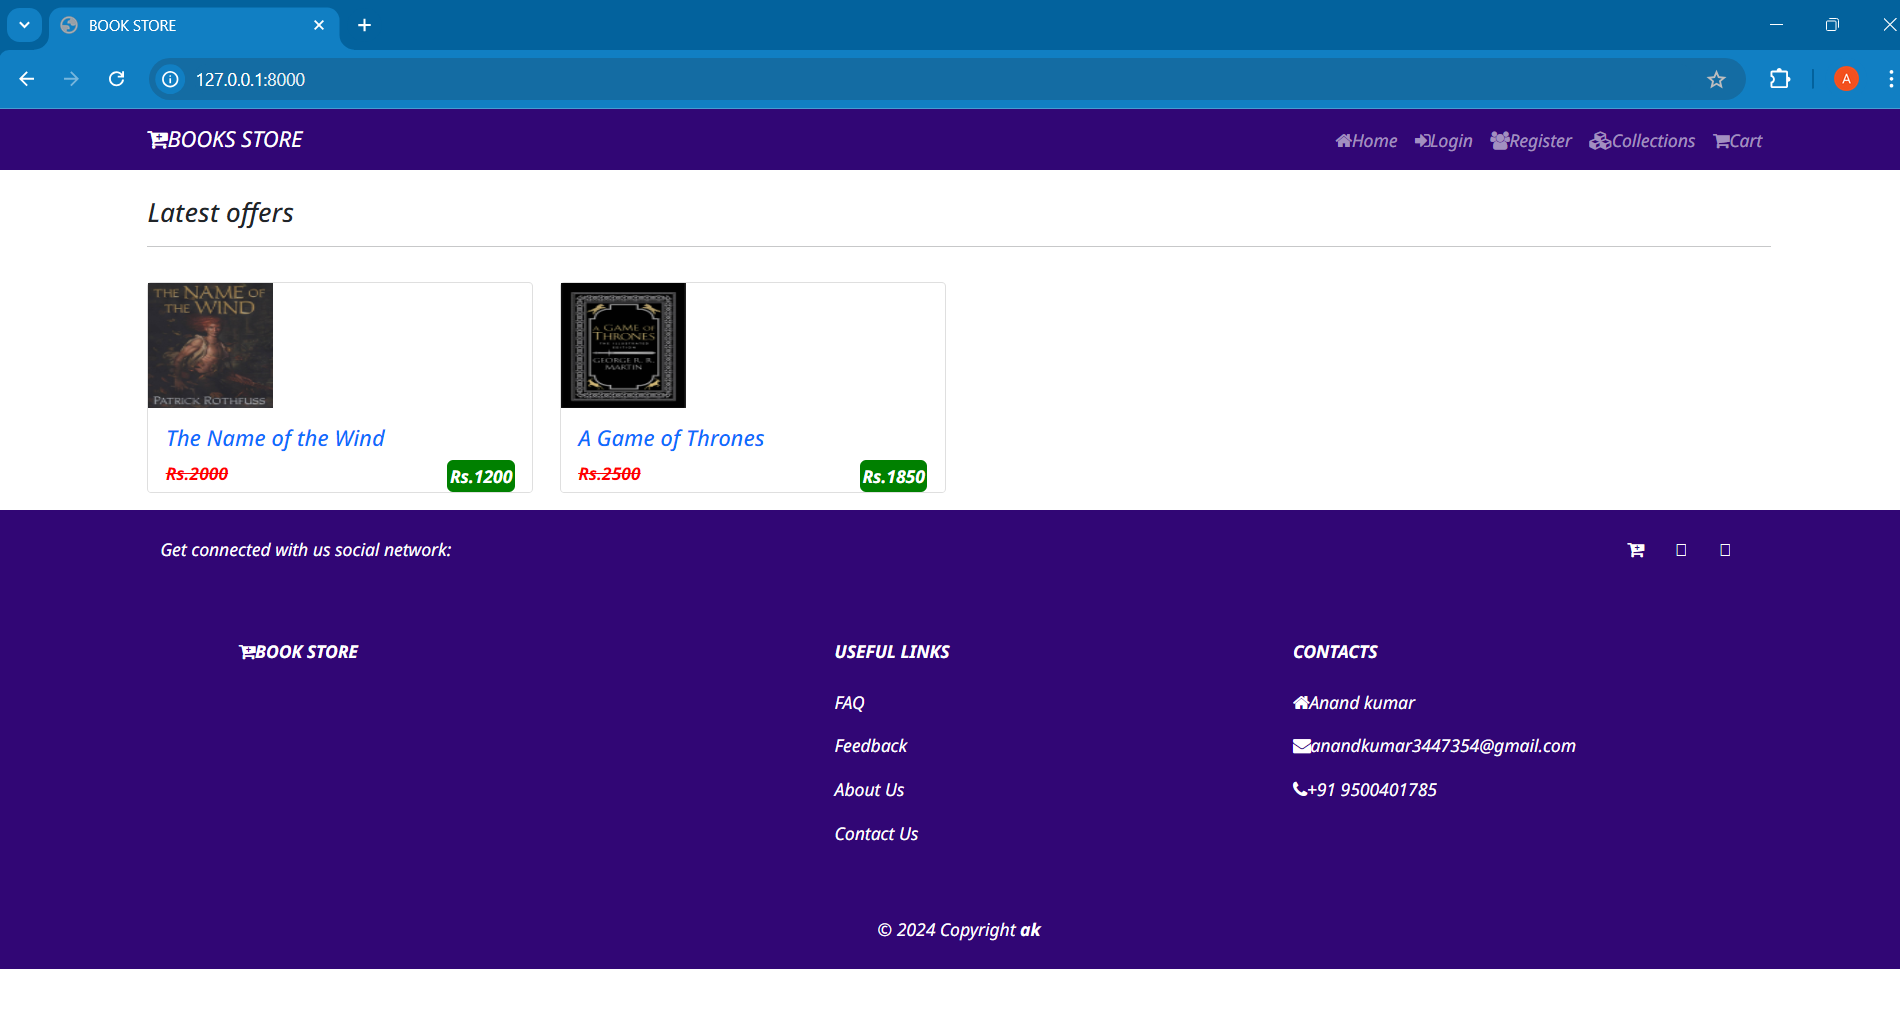 BOOK STORE
127.0.0.1:8000
A
BOOKS STORE
Home Login Register Collections Cart
Latest offers
THE NAME OF
THE WIND
PATRICK ROTHFUSS
A GAME OF
THRONES
THE ILLUSTRATED
EDITION
GEORGE R. R.
MARTIN
The Name of the Wind
Rs.2000 Rs.1200
A Game of Thrones
Rs.2500 Rs.1850
Get connected with us social network:
BOOK STORE
USEFUL LINKS
FAQ
Feedback
About Us
Contact Us
CONTACTS
Anand kumar
anandkumar3447354@gmail.com
+91 9500401785
© 2024 Copyright ak